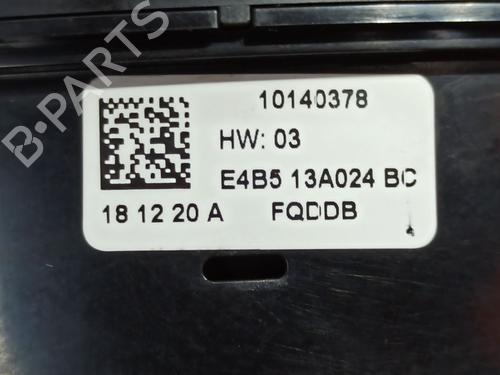 B-PARTS
10140378
HW: 03
E4B5 13A024 BC
18 12 20 A FQDDB